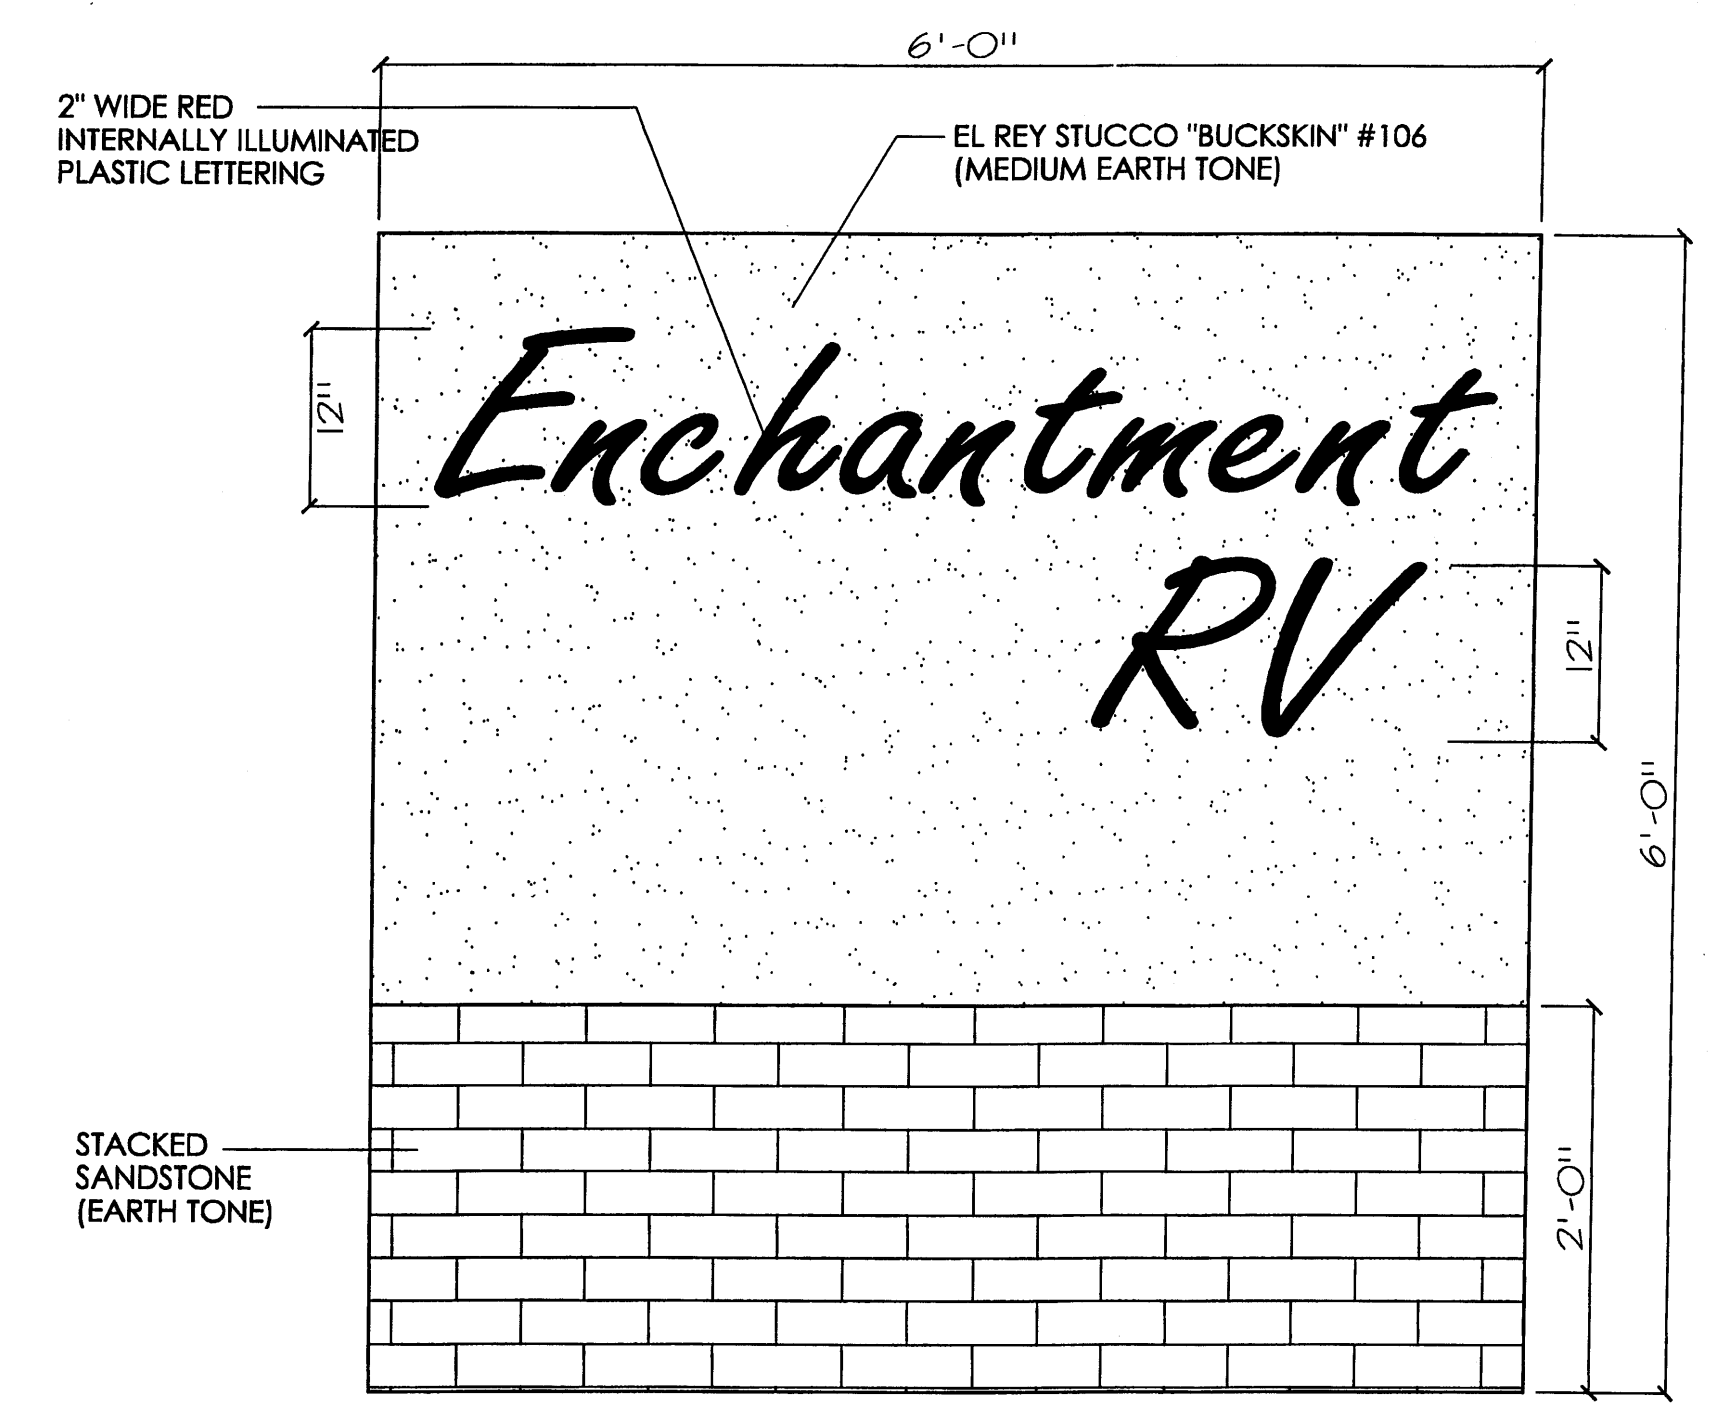 6'-0"
2" WIDE RED
INTERNALLY ILLUMINATED
PLASTIC LETTERING
EL REY STUCCO "BUCKSKIN" #106
(MEDIUM EARTH TONE)
12"
Enchantment
RV
12"
6'-0"
STACKED
SANDSTONE
(EARTH TONE)
2'-0"